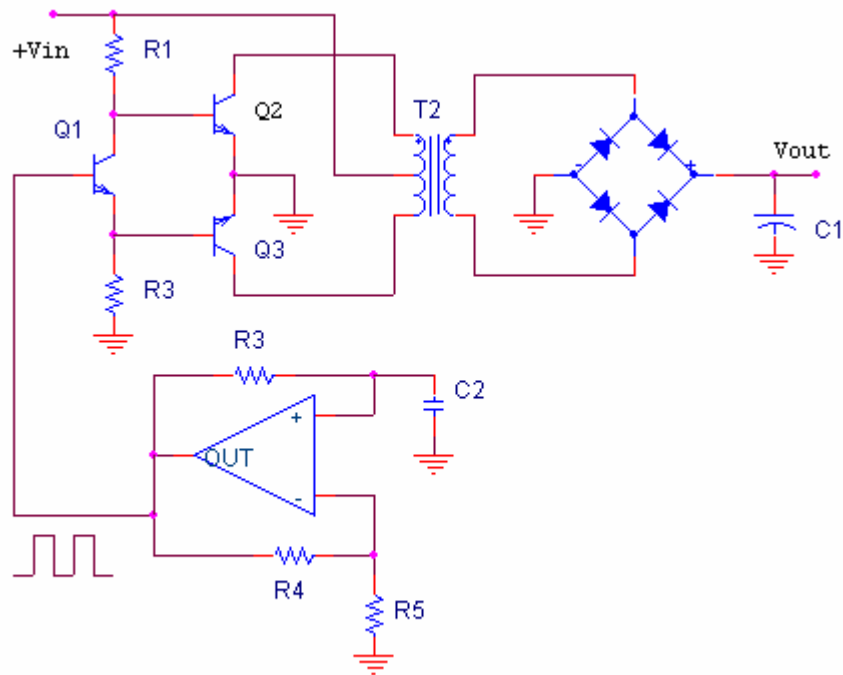 +Vin
R1
Q2
T2
Q1
Vout
- +
C1
Q3
R3
R3
C2
+
OUT
-
R4
R5